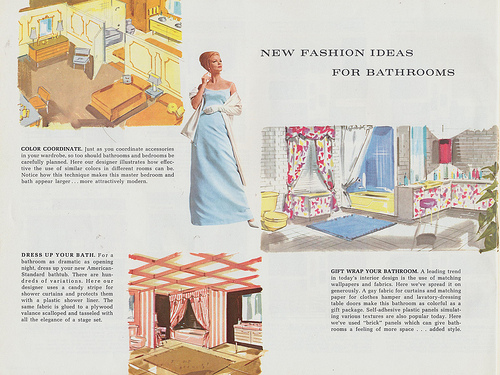 NEW FASHION IDEAS
FOR BATHROOMS
COLOR COORDINATE. Just as you coordinate accessories
in your wardrobe, so too should bathrooms and bedrooms be
carefully planned. Here our designer illustrates how effec-
tive the use of similar colors in different rooms can be.
Notice how this technique makes this master bedroom and
bath appear larger . . . more attractively modern.
DRESS UP YOUR BATH. For a
bathroom as dramatic as opening
night, dress up your new American-
Standard bathtub. There are hun-
dreds of variations. Here our
designer uses a candy stripe for
shower curtains and protects them
with a plastic shower liner. The
same fabric is glued to a plywood
valance scalloped and tasseled with
all the elegance of a stage set.
GIFT WRAP YOUR BATHROOM. A leading trend
in today's interior design is the use of matching
wallpapers and fabrics. Here we've spread it on
generously. A gay fabric for curtains and matching
paper for clothes hamper and lavatory-dressing
table doors make this bathroom as colorful as a
gift package. Self-adhesive plastic panels simulat-
ing various textures are also popular today. Here
we've used "brick" panels which can give bath-
rooms a feeling of more space . . . . added style.